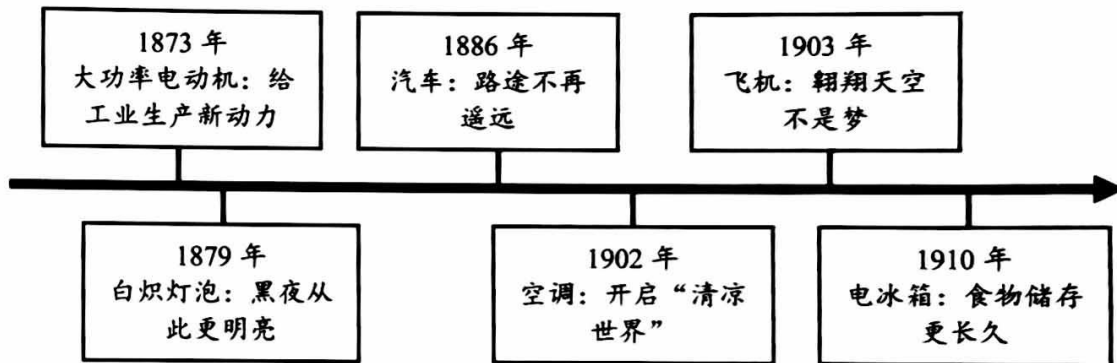 1873 年
大功率电动机：给
工业生产新动力
1886 年
汽车：路途不再
遥远
1903 年
飞机：翱翔天空
不是梦
1879 年
白炽灯泡：黑夜从
此更明亮
1902 年
空调：开启“清凉
世界”
1910 年
电冰箱：食物储存
更长久